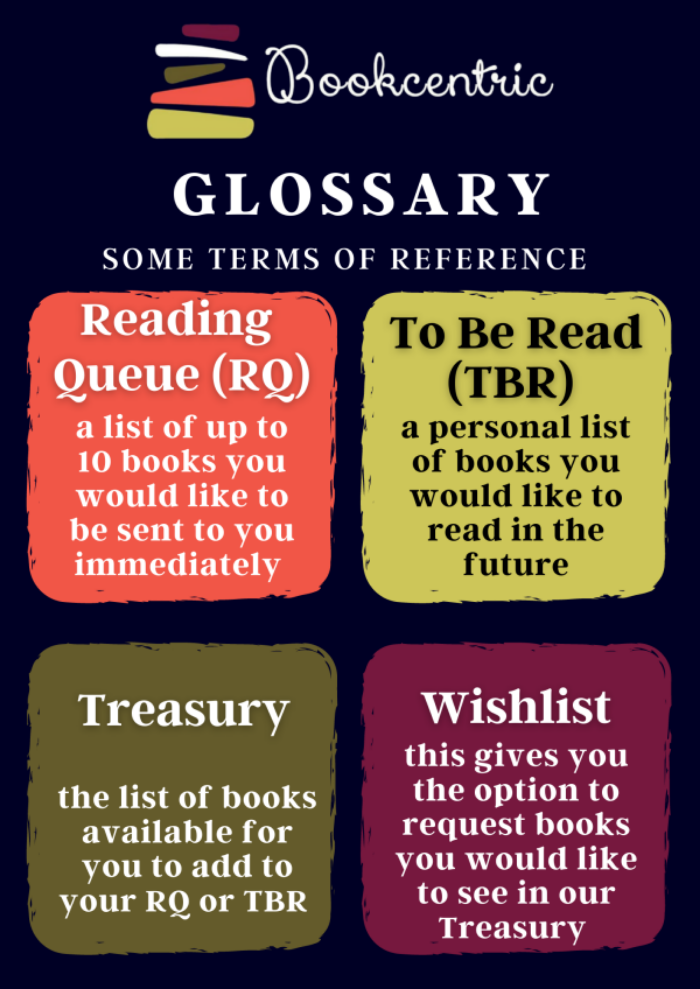 Bookcentric
GLOSSARY
SOME TERMS OF REFERENCE
Reading
Queue (RQ)
a list of up to
10 books you
would like to
be sent to you
immediately
To Be Read
(TBR)
a personal list
of books you
would like to
read in the
future
Treasury
the list of books
available for
you to add to
your RQ or TBR
Wishlist
this gives you
the option to
request books
you would like
to see in our
Treasury